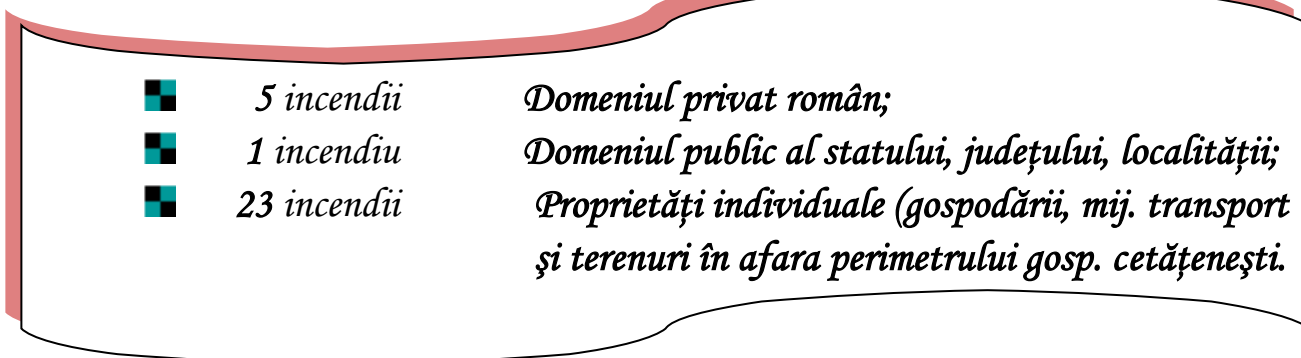 5 incendii Domeniul privat român;
1 incendiu Domeniul public al statului, județului, localității;
23 incendii Proprietăți individuale (gospodării, mij. transport
şi terenuri în afara perimetrului gosp. cetățeneşti.